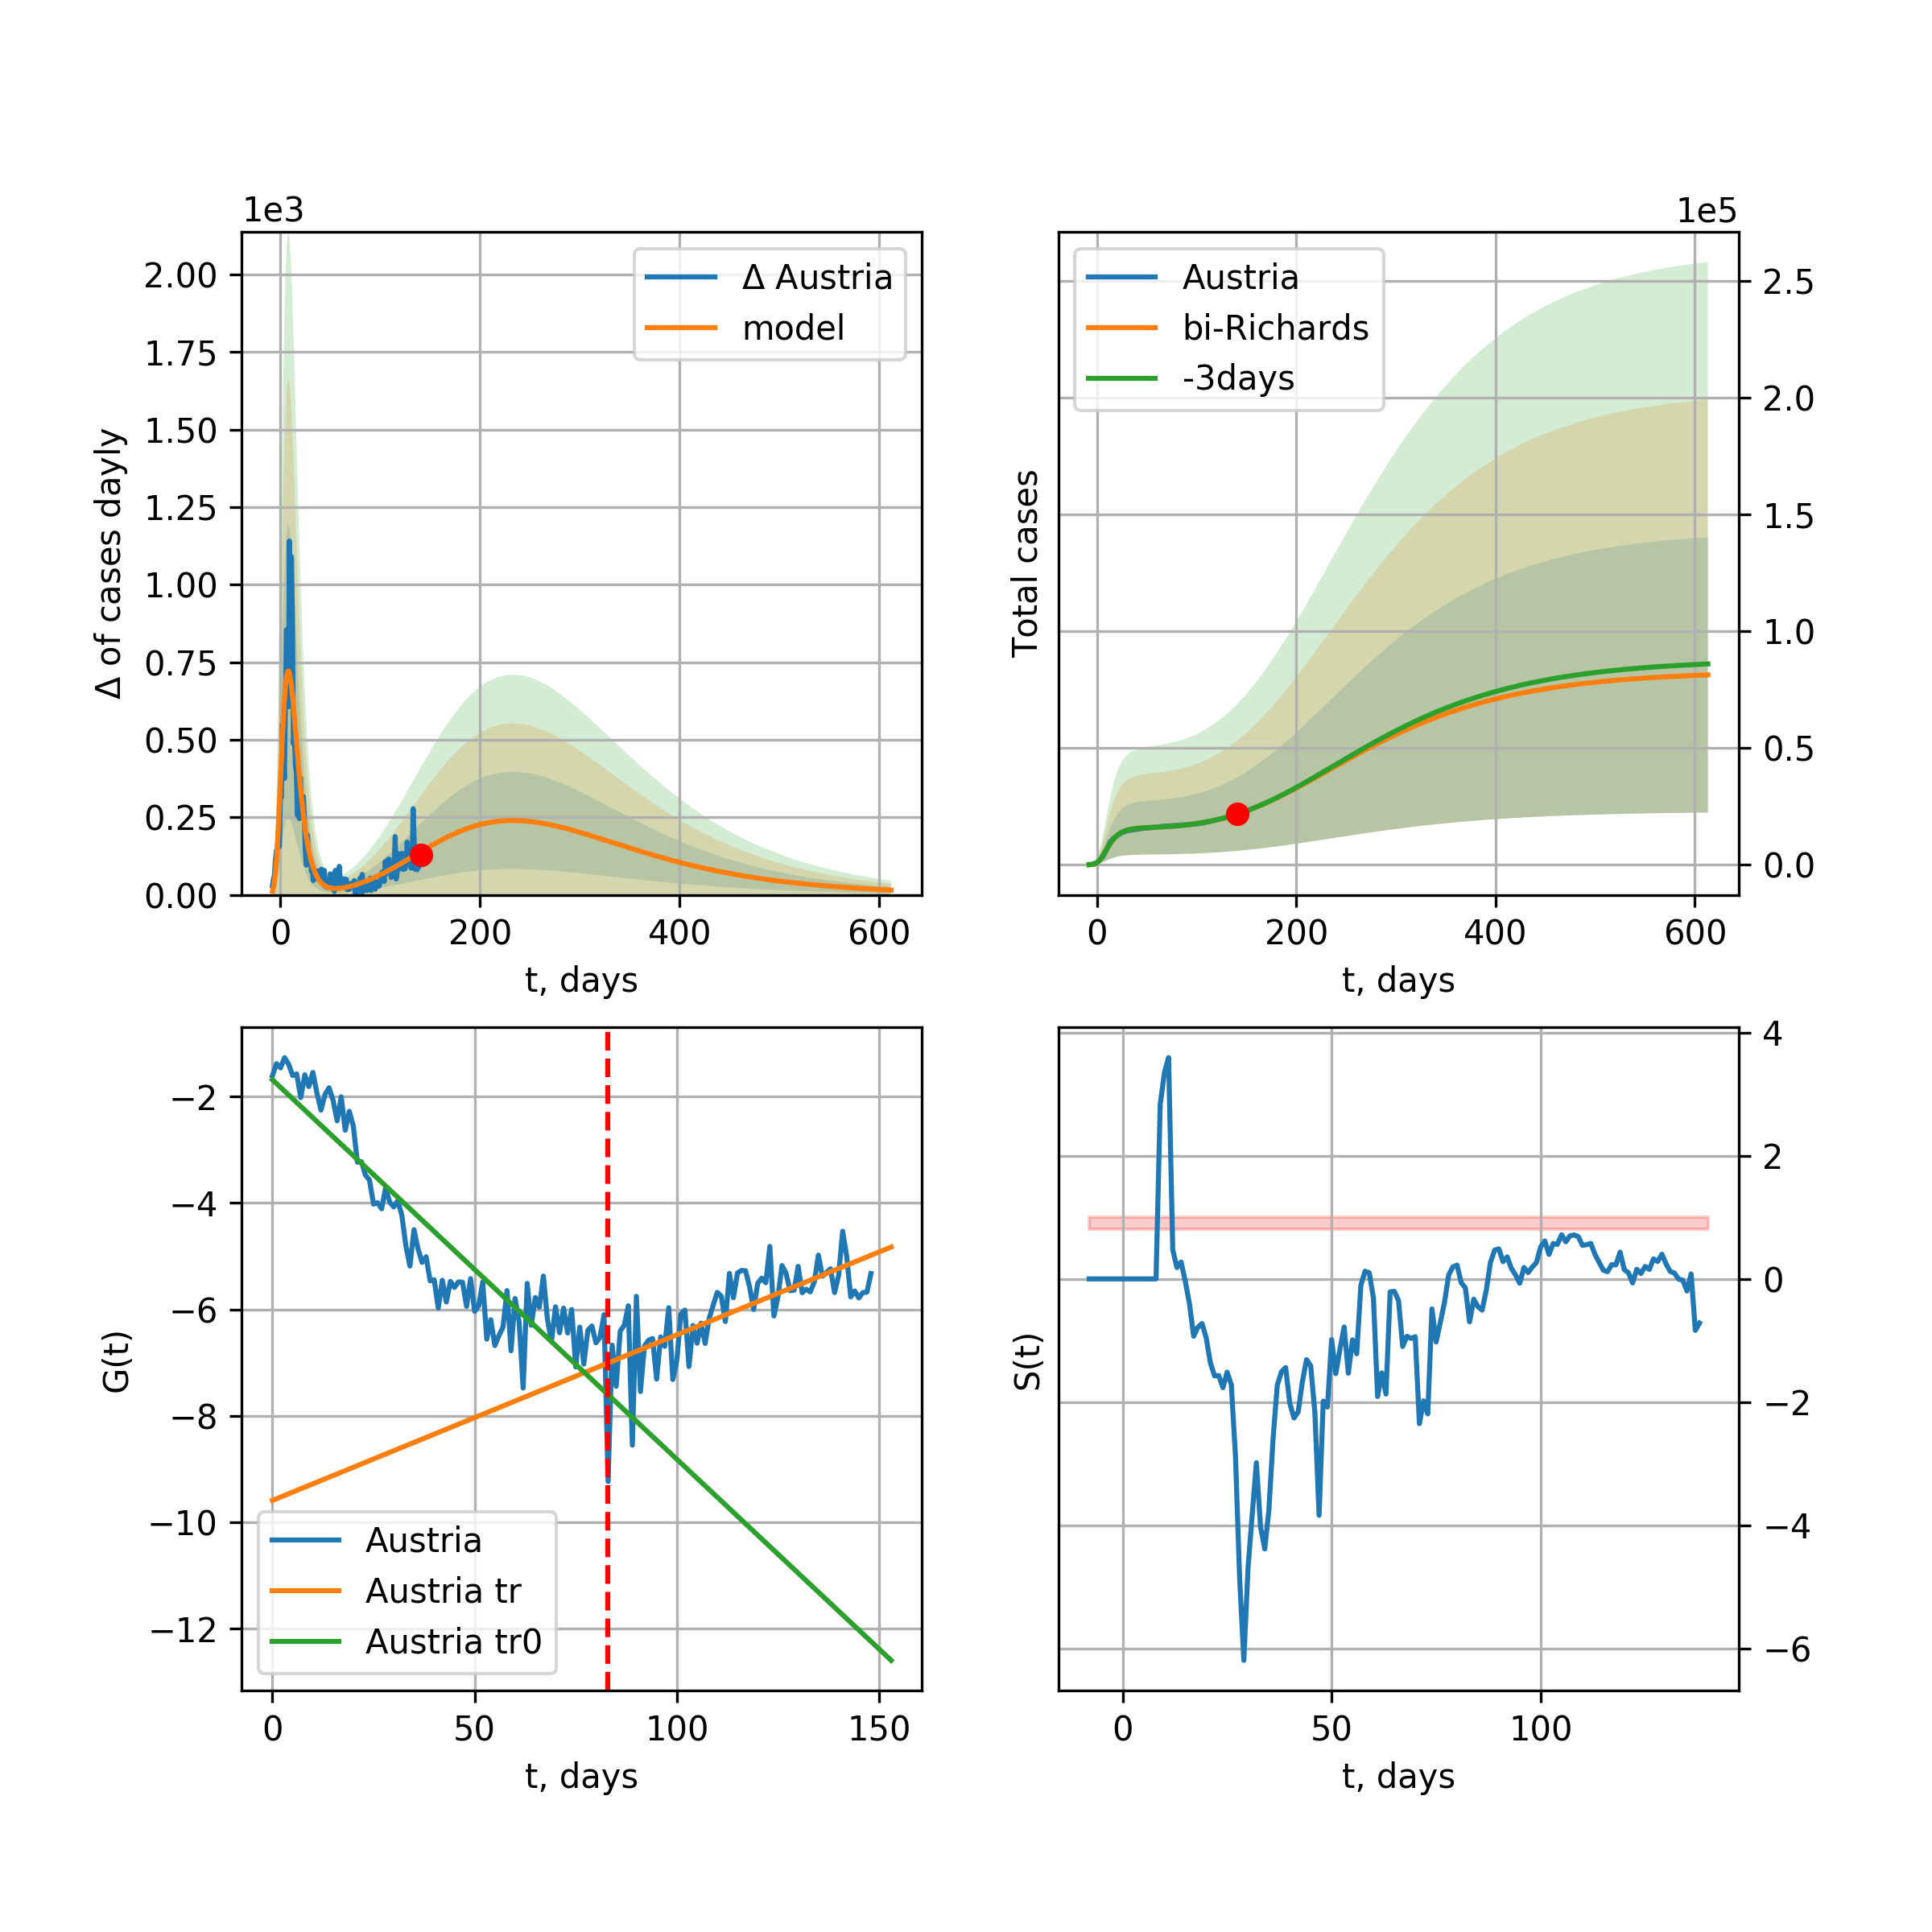 1e3
Δ of cases dayly
2.00
1.75
1.50
1.25
1.00
0.75
0.50
0.25
0.00
Δ Austria
model
0 200 400 600
t, days
1e5
Total cases
Austria
bi-Richards
-3days
2.5
2.0
1.5
1.0
0.5
0.0
0 200 400 600
t, days
G(t)
−2
−4
−6
−8
−10
−12
Austria
Austria tr
Austria tr0
0 50 100 150
t, days
S(t)
4
2
0
−2
−4
−6
0 50 100
t, days